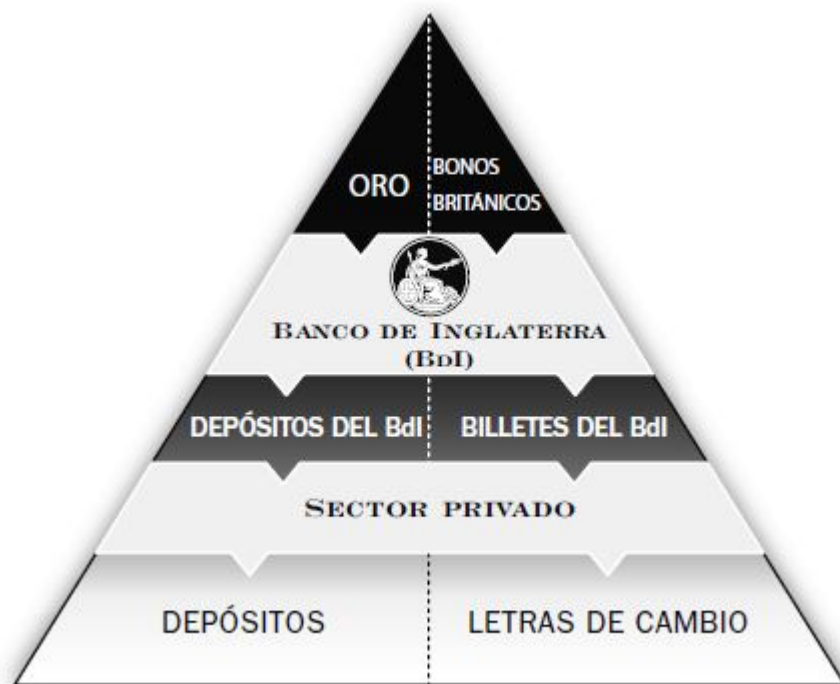 ORO
BONOS
BRITÁNICOS
BANCO DE INGLATERRA
(BDI)
DEPÓSITOS DEL BdI
BILLETES DEL BdI
SECTOR PRIVADO
DEPÓSITOS
LETRAS DE CAMBIO